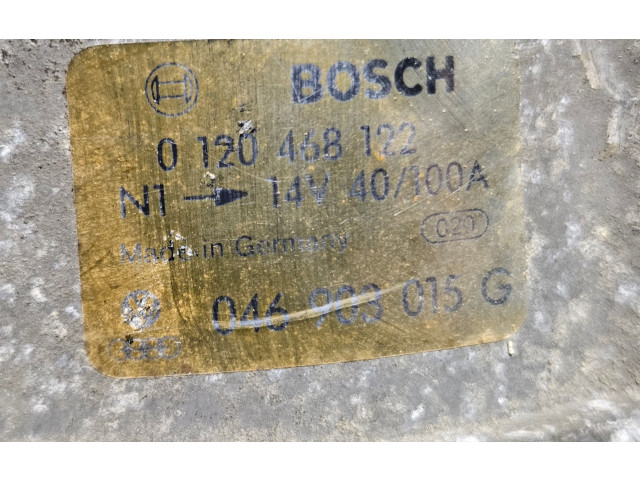 BOSCH
0 120 468 122
N1 → 14V 40/100A
Made in Germany 020
046 903 015 G